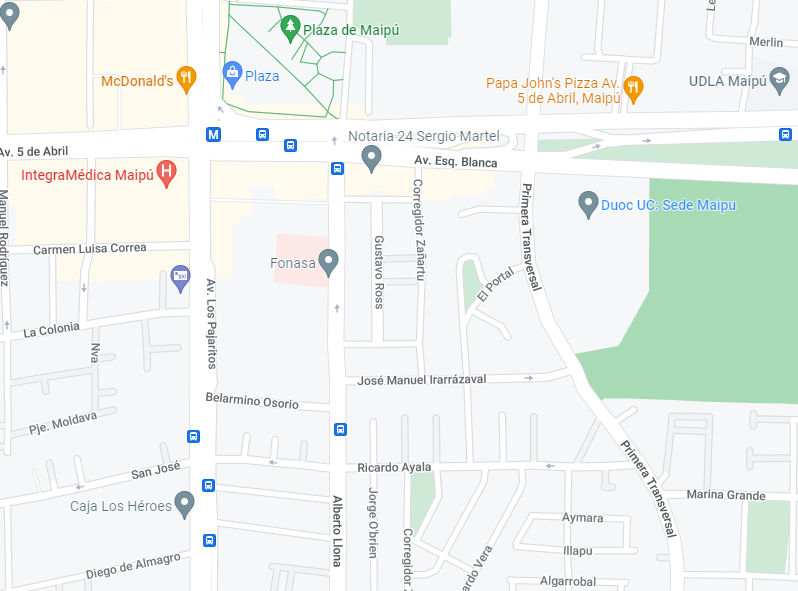 Plaza de Maipú
Merlin
McDonald's
Plaza
Papa John's Pizza Av.
5 de Abril, Maipú
UDLA Maipú
M
Notaria 24 Sergio Martel
Av. 5 de Abril
Av. Esq. Blanca
IntegraMédica Maipú
H
Manuel Rodríguez
Corregidor Zañartu
Primera Transversal
Duoc UC: Sede Maipu
Carmen Luisa Correa
Gustavo Ross
Fonasa
El Portal
Av. Los Pajaritos
La Colonia
Nva
José Manuel Irarrázaval
Belarmino Osorio
Pje. Moldava
San José
Ricardo Ayala
Primera Transversal
Caja Los Héroes
Alberto Llona
Jorge O'brien
Corregidor Z
Marina Grande
Aymara
Illapu
ardo Vera
Diego de Almagro
Algarrobal